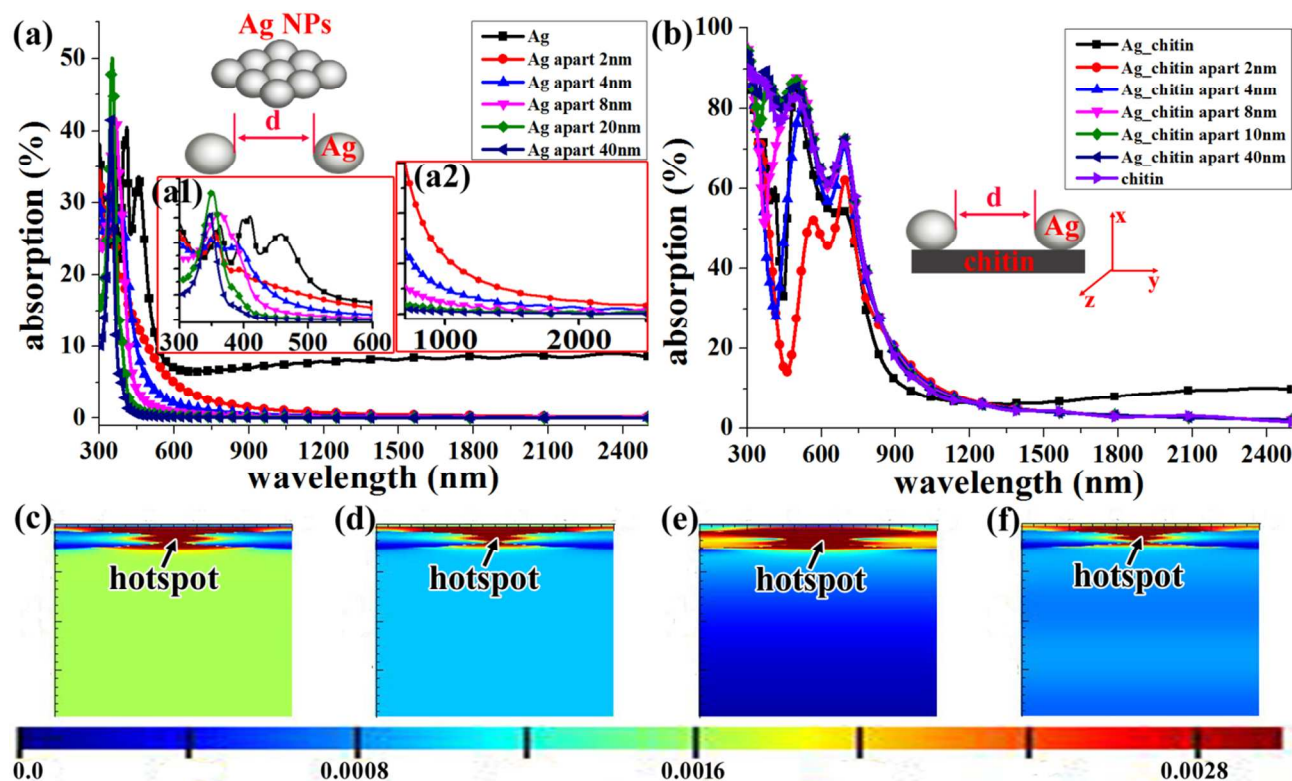 (a)
Ag NPs
d
Ag
Ag
Ag apart 2nm
Ag apart 4nm
Ag apart 8nm
Ag apart 20nm
Ag apart 40nm
absorption (%)
50
40
30
20
10
0
(a1)
300 400 500 600
(a2)
1000 2000
300 600 900 1200 1500 1800 2100 2400
wavelength (nm)
(b)
Ag_chitin
Ag_chitin apart 2nm
Ag_chitin apart 4nm
Ag_chitin apart 8nm
Ag_chitin apart 10nm
Ag_chitin apart 40nm
chitin
d
Ag
chitin
x
y
z
absorption (%)
100
80
60
40
20
0
300 600 900 1200 1500 1800 2100 2400
wavelength (nm)
(c)
hotspot
(d)
hotspot
(e)
hotspot
(f)
hotspot
0.0 0.0008 0.0016 0.0028